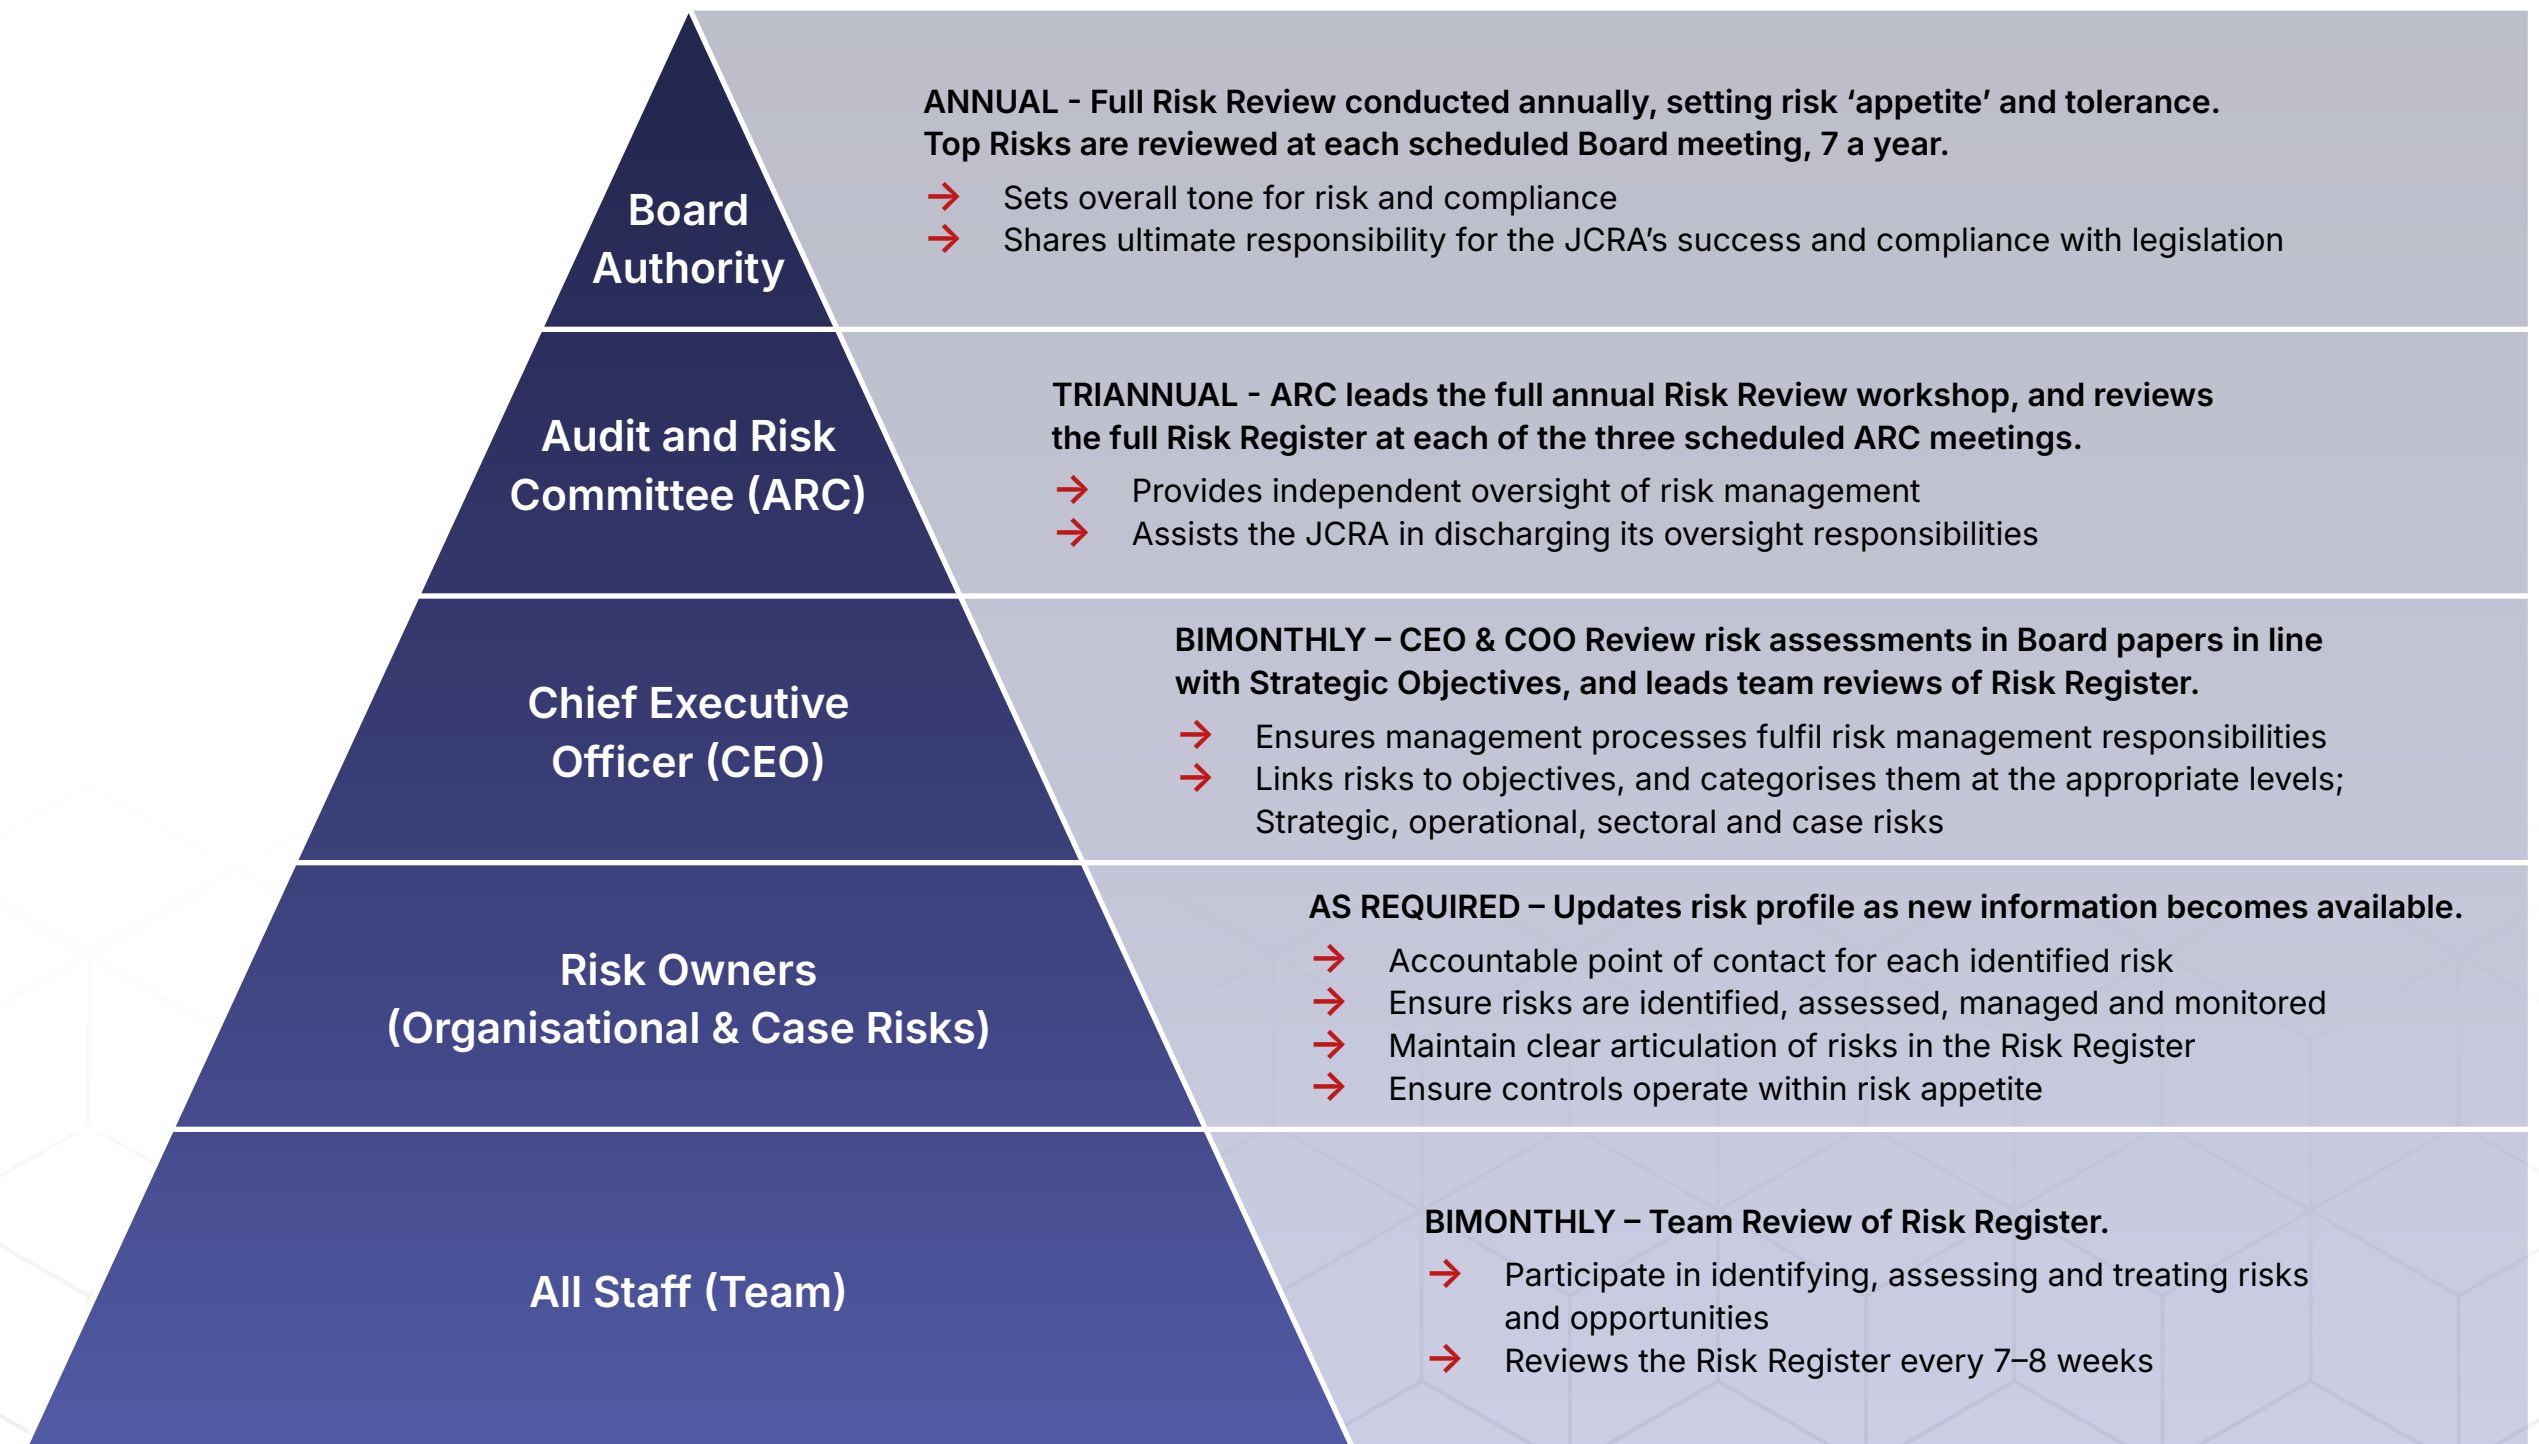 Board
Authority
ANNUAL - Full Risk Review conducted annually, setting risk ‘appetite’ and tolerance.
Top Risks are reviewed at each scheduled Board meeting, 7 a year.
→ Sets overall tone for risk and compliance
→ Shares ultimate responsibility for the JCRA’s success and compliance with legislation
Audit and Risk
Committee (ARC)
TRIANNUAL - ARC leads the full annual Risk Review workshop, and reviews
the full Risk Register at each of the three scheduled ARC meetings.
→ Provides independent oversight of risk management
→ Assists the JCRA in discharging its oversight responsibilities
Chief Executive
Officer (CEO)
BIMONTHLY – CEO & COO Review risk assessments in Board papers in line
with Strategic Objectives, and leads team reviews of Risk Register.
→ Ensures management processes fulfil risk management responsibilities
→ Links risks to objectives, and categorises them at the appropriate levels;
Strategic, operational, sectoral and case risks
Risk Owners
(Organisational & Case Risks)
AS REQUIRED – Updates risk profile as new information becomes available.
→ Accountable point of contact for each identified risk
→ Ensure risks are identified, assessed, managed and monitored
→ Maintain clear articulation of risks in the Risk Register
→ Ensure controls operate within risk appetite
All Staff (Team)
BIMONTHLY – Team Review of Risk Register.
→ Participate in identifying, assessing and treating risks
and opportunities
→ Reviews the Risk Register every 7–8 weeks